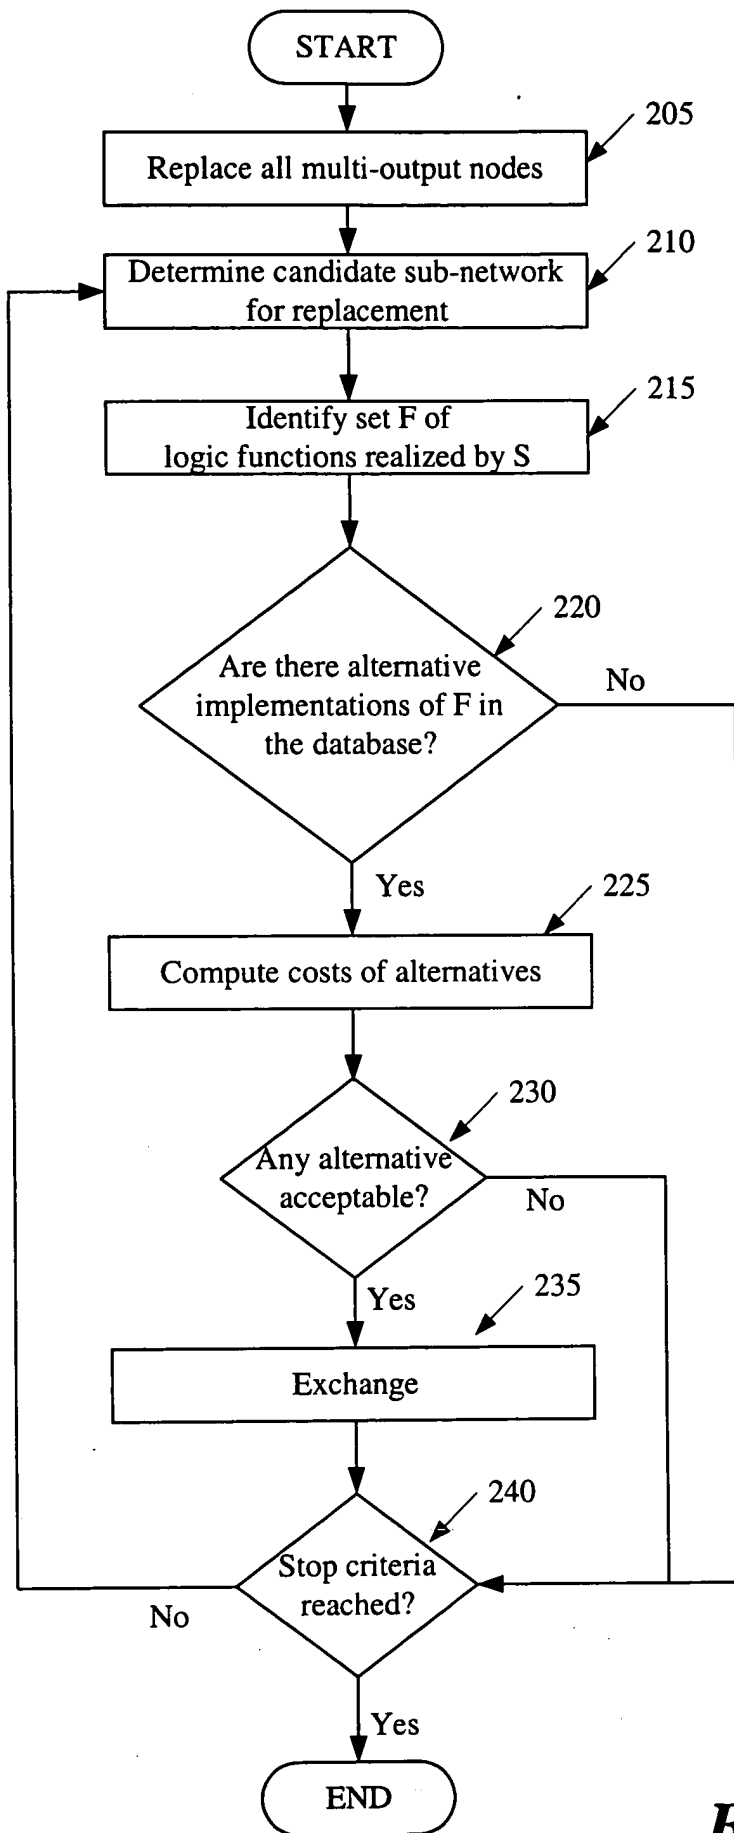 START
205
Replace all multi-output nodes
210
Determine candidate sub-network
for replacement
215
Identify set F of
logic functions realized by S
220
Are there alternative
implementations of F in
the database?
No
Yes
225
Compute costs of alternatives
230
Any alternative
acceptable?
No
Yes
235
Exchange
240
Stop criteria
reached?
No
Yes
END